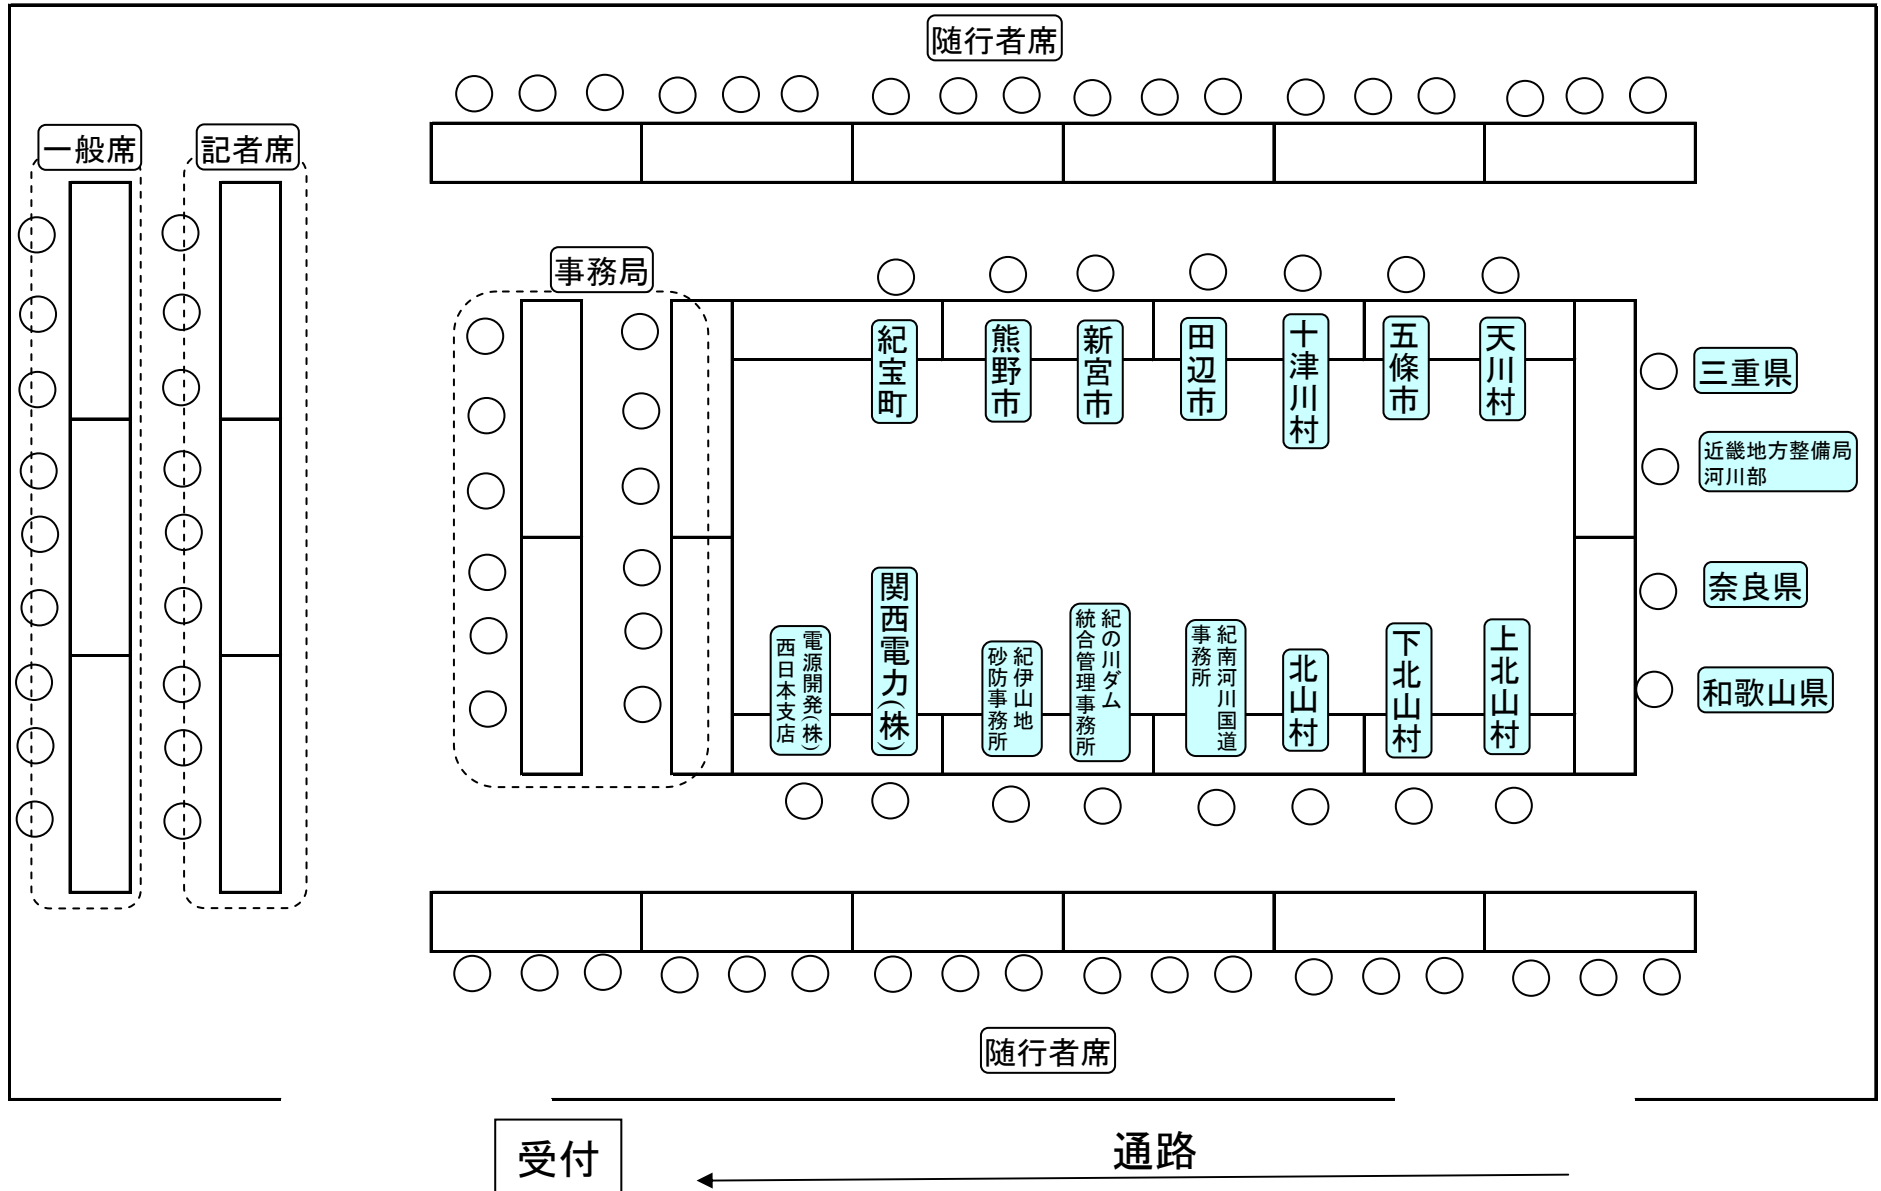 随行者席
一般席
記者席
事務局
紀宝町
熊野市
新宮市
田辺市
十津川村
五條市
天川村
三重県
近畿地方整備局
河川部
奈良県
和歌山県
電源開発(株)
西日本支店
関西電力(株)
紀伊山地
砂防事務所
紀の川ダム
統合管理事務所
紀南河川国道
事務所
北山村
下北山村
上北山村
随行者席
受付
通路